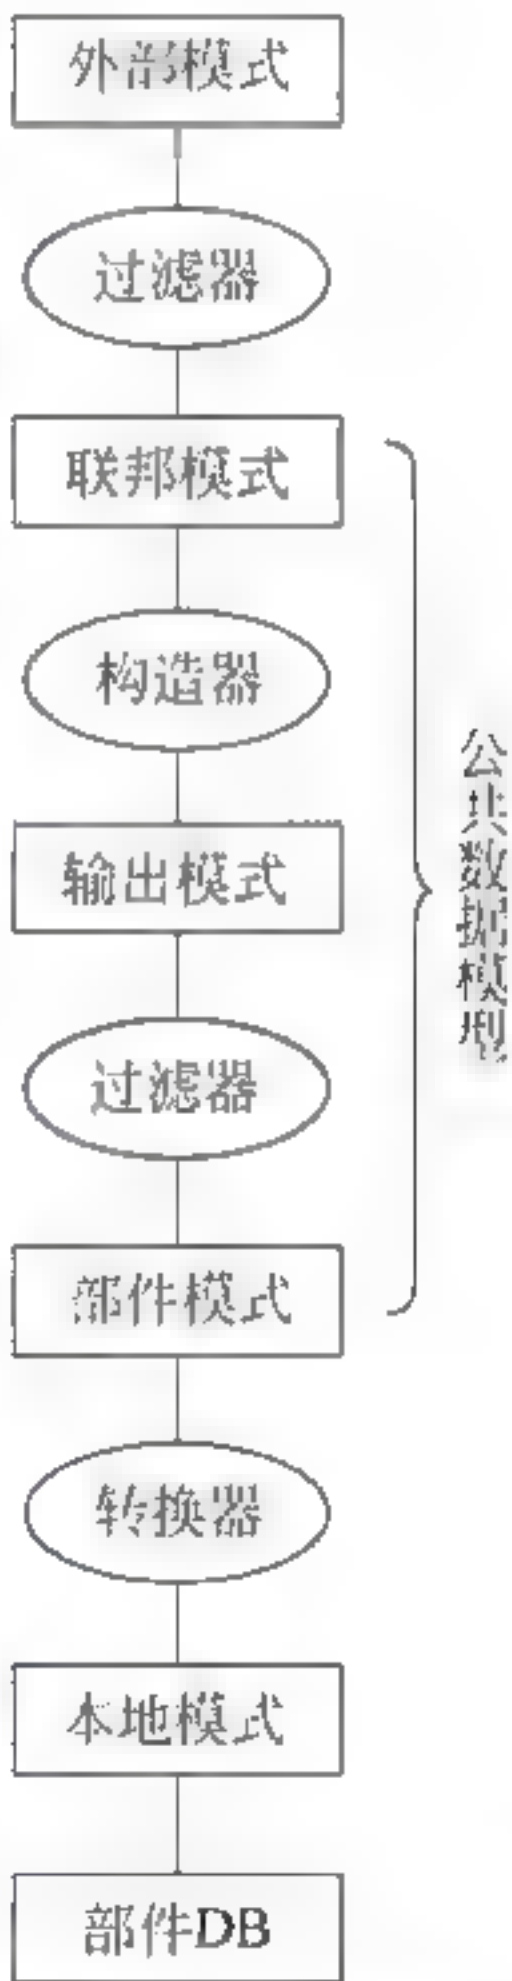 外部模式
过滤器
联邦模式
构造器
输出模式
过滤器
部件模式
转换器
本地模式
部件DB
公共数据模型